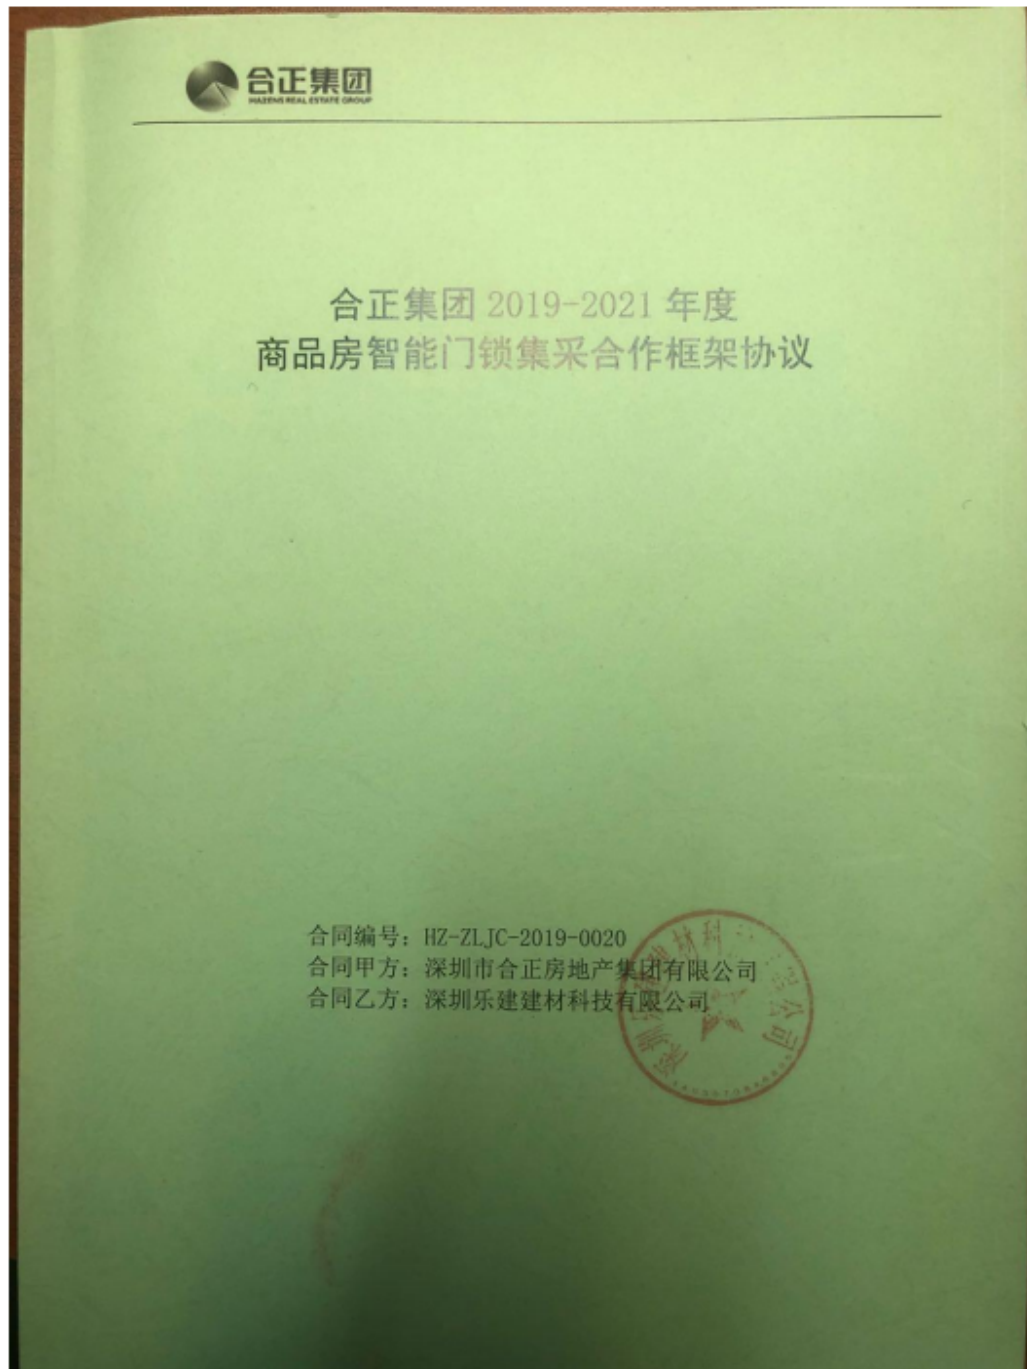 合正集团
HAZENS REAL ESTATE GROUP
合正集团 2019-2021 年度
商品房智能门锁集采合作框架协议
合同编号：HZ-ZLJC-2019-0020
合同甲方：深圳市合正房地产集团有限公司
合同乙方：深圳乐建建材科技有限公司